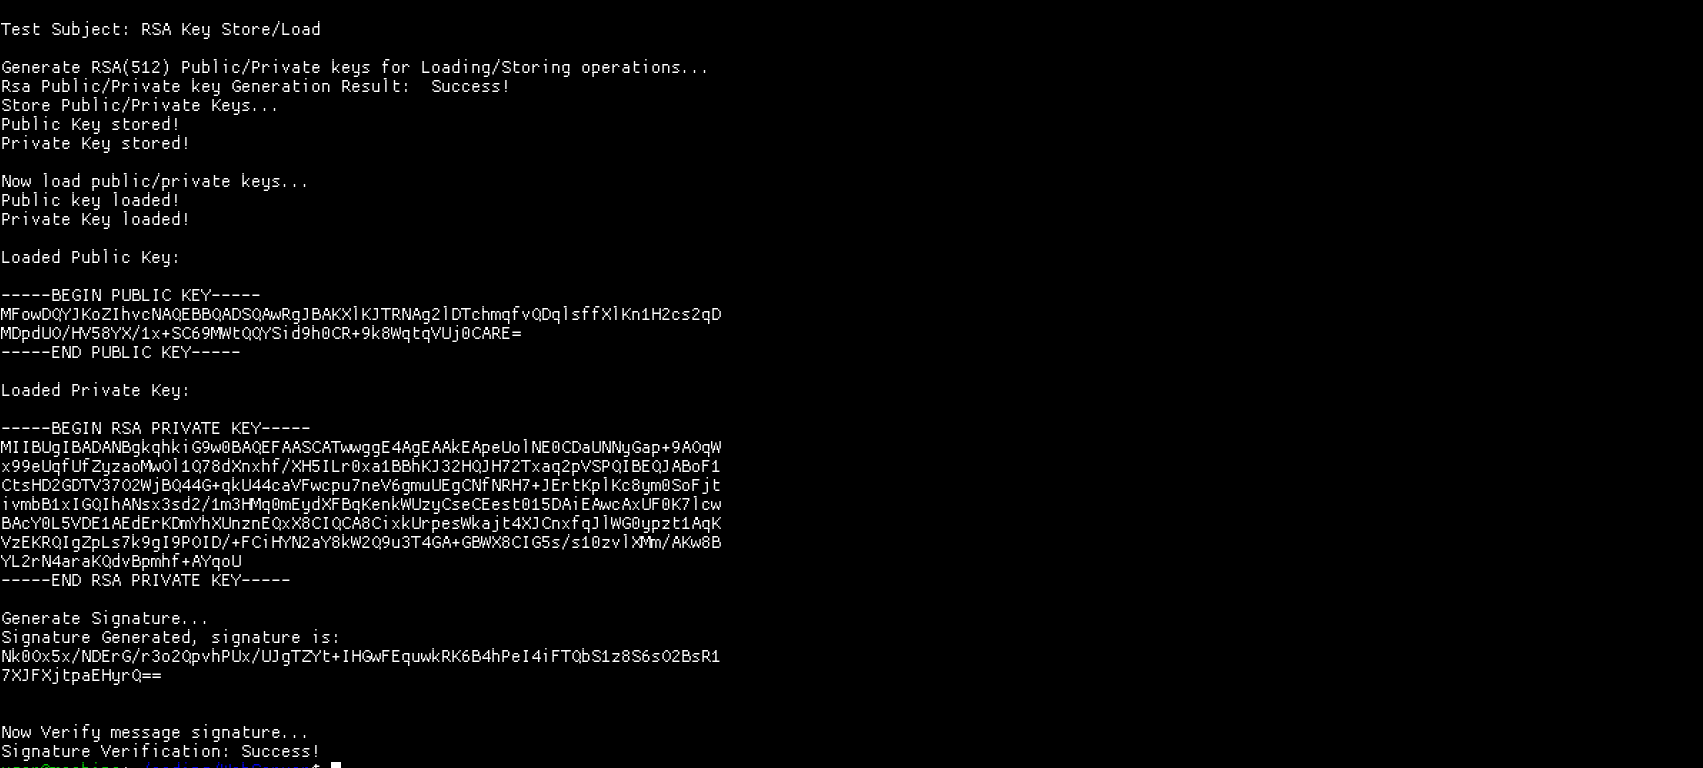 Test Subject: RSA Key Store/Load
Generate RSA(512) Public/Private keys for Loading/Storing operations...
Rsa Public/Private key Generation Result:  Success!
Store Public/Private Keys...
Public Key stored!
Private Key stored!
Now load public/private keys...
Public key loaded!
Private Key loaded!
Loaded Public Key:
-----BEGIN PUBLIC KEY-----
MFowDQYJKoZIhvcNAQEBBQADSQAwRgJBAKXlKJTRNAg2lDTchmqfvQDqlsffXlKn1H2cs2qD
MDpdUO/HV58YX/1x+SC69MWtQQYSid9h0CR+9k8WqtqVUj0CARE=
-----END PUBLIC KEY-----
Loaded Private Key:
-----BEGIN RSA PRIVATE KEY-----
MIIBUgIBADANBgkqhkiG9w0BAQEFAASCATwwggE4AgEAAkEApeUolNE0CDaUNNyGap+9AOqW
x99eUqfUfZyzaoMwOl1Q78dXnxhf/XH5ILr0xa1BBhKJ32HQJH72Txaq2pVSPQIBEQJABoF1
CtsHD2GDTV37O2WjBQ44G+qkU44caVFwcpu7neV6gmuUEgCNfNRH7+JErtKplKc8ym0SoFjt
ivmbB1xIGQIhANsx3sd2/1m3HMq0mEydXFBqKenkWUzyCseCEest015DAiEAwcAxUF0K7lcw
BAcY0L5VDE1AEdErKDmYhXUnznEQxX8CIQCA8CixkUrpesWkajt4XJCnxfqJlWG0ypzt1AqK
VzEKRQIgZpLs7k9gI9POID/+FCiHYN2aY8kW2Q9u3T4GA+GBWX8CIG5s/s10zvlXMm/AKw8B
YL2rN4araKQdvBpmhf+AYqoU
-----END RSA PRIVATE KEY-----
Generate Signature...
Signature Generated, signature is:
Nk0Ox5x/NDErG/r3o2QpvhPUx/UJgTZYt+IHGwFEquwkRK6B4hPeI4iFTQbS1z8S6sO2BsR1
7XJFXjtpaEHyrQ==
Now Verify message signature...
Signature Verification: Success!